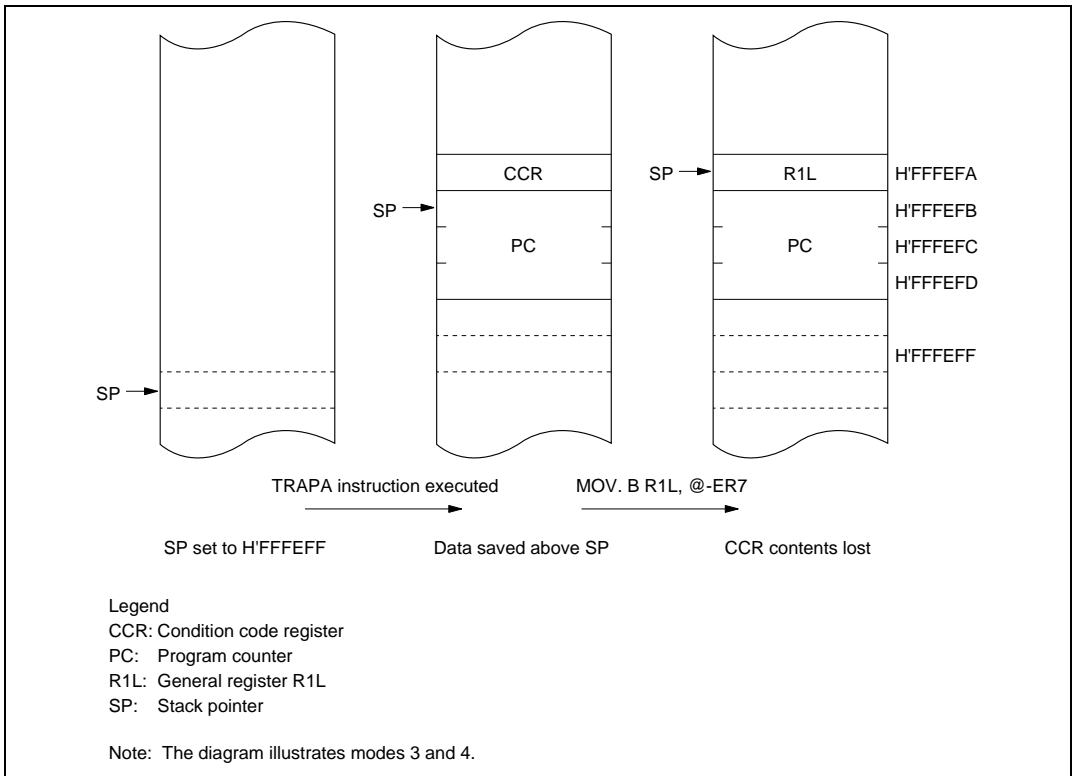 CCR
SP
R1L
H'FFFEFA
SP
H'FFFEFB
PC
PC
H'FFFEFC
H'FFFEFD
H'FFFEFF
SP
TRAPA instruction executed
MOV. B R1L, @-ER7
SP set to H'FFFEFF
Data saved above SP
CCR contents lost
Legend
CCR: Condition code register
PC: Program counter
R1L: General register R1L
SP: Stack pointer
Note: The diagram illustrates modes 3 and 4.